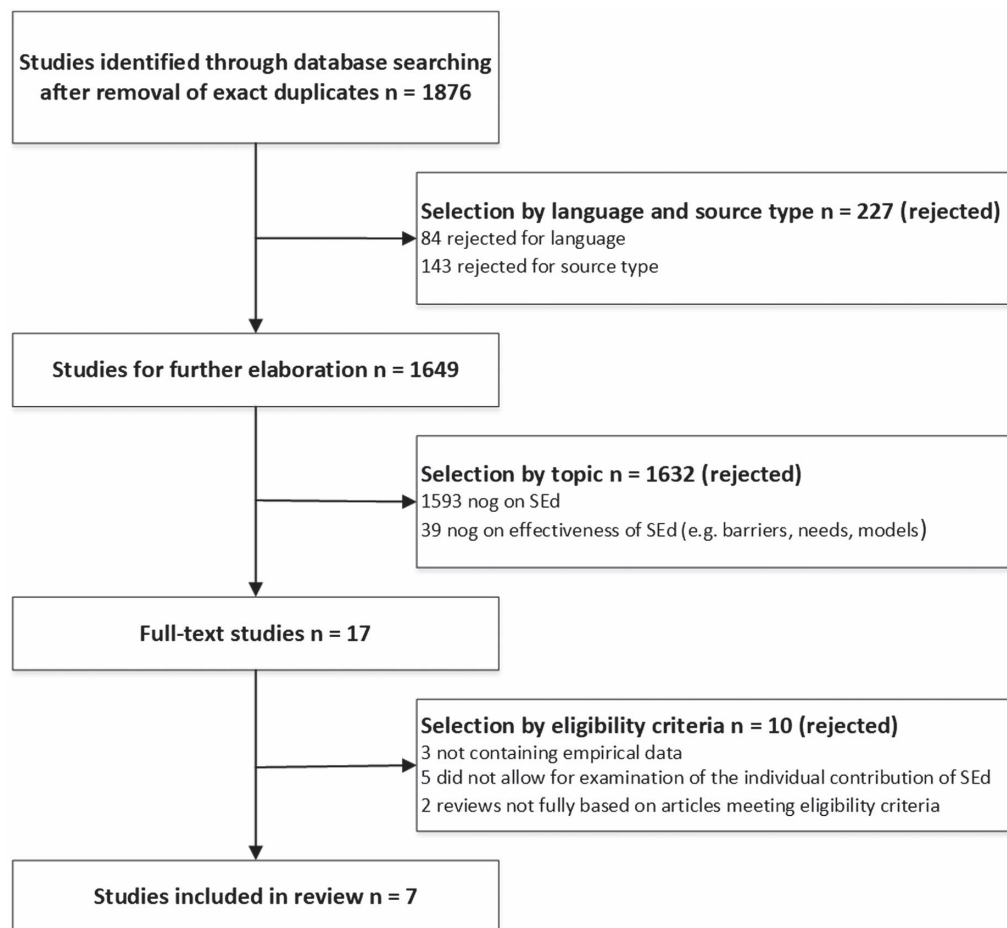 Studies identified through database searching
after removal of exact duplicates n = 1876
Selection by language and source type n = 227 (rejected)
84 rejected for language
143 rejected for source type
Studies for further elaboration n = 1649
Selection by topic n = 1632 (rejected)
1593 nog on SEd
39 nog on effectiveness of SEd (e.g. barriers, needs, models)
Full-text studies n = 17
Selection by eligibility criteria n = 10 (rejected)
3 not containing empirical data
5 did not allow for examination of the individual contribution of SEd
2 reviews not fully based on articles meeting eligibility criteria
Studies included in review n = 7